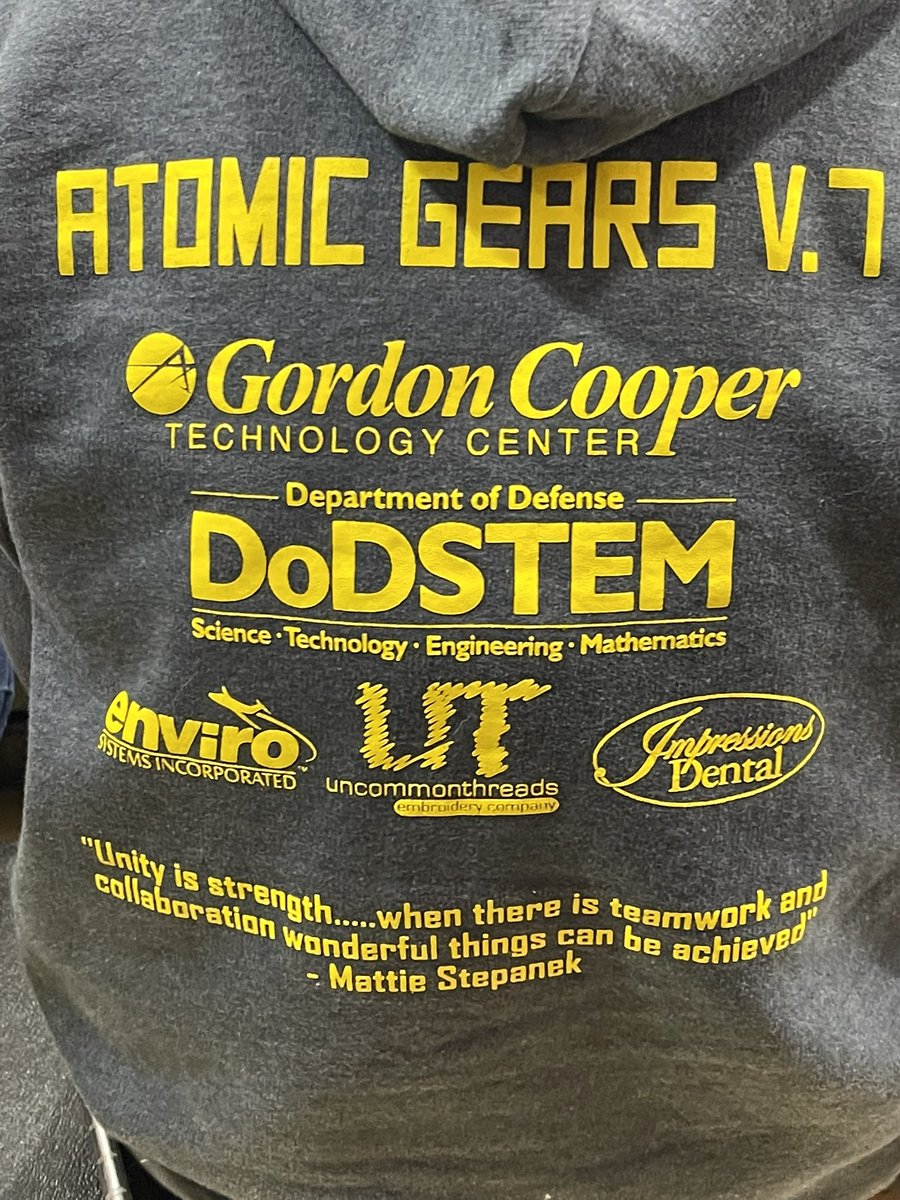 ATOMIC GEARS V.7
Gordon Cooper
TECHNOLOGY CENTER
Department of Defense
DoDSTEM
Science · Technology · Engineering · Mathematics
enviro
SYSTEMS INCORPORATED™
UT
uncommonthreads
embroidery company
Impressions
Dental
"Unity is strength.....when there is teamwork and
collaboration wonderful things can be achieved"
- Mattie Stepanek